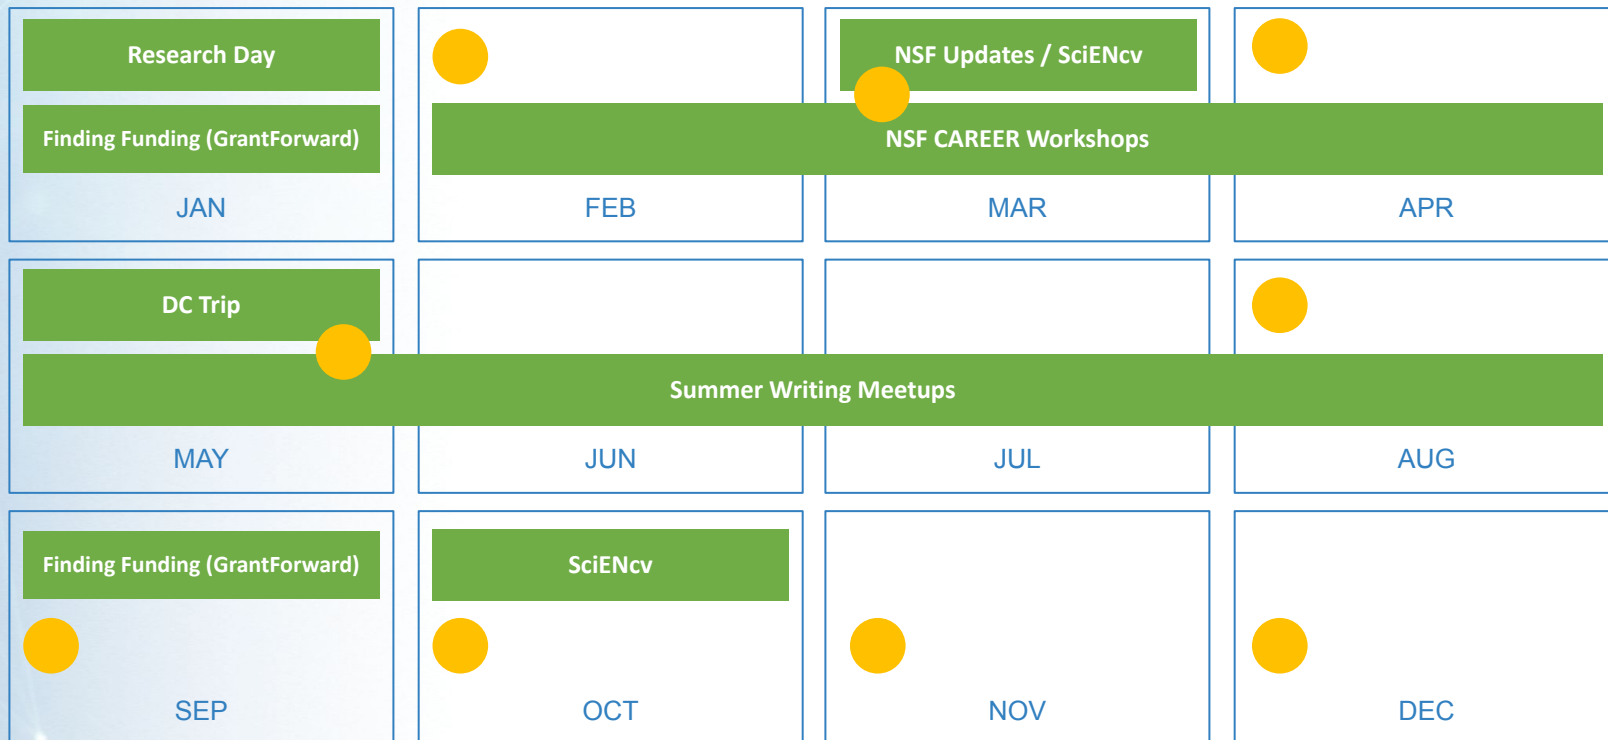 Research Day
NSF Updates / SciENcv
Finding Funding (GrantForward)
NSF CAREER Workshops
JAN
FEB
MAR
APR
DC Trip
Summer Writing Meetups
MAY
JUN
JUL
AUG
Finding Funding (GrantForward)
SciENcv
SEP
OCT
NOV
DEC